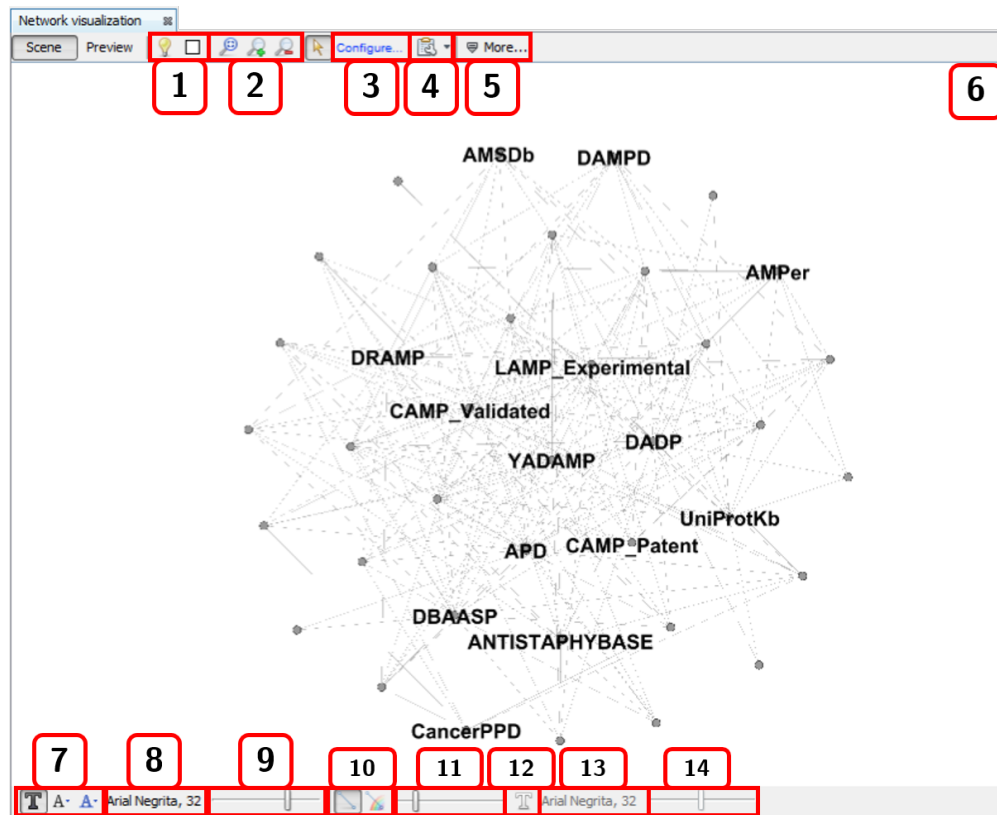 Network visualization
Scene Preview Configure... More...
1 2 3 4 5 6
AMSDb DAMPD
AMPer
DRAMP
LAMP_Experimental
CAMP_Validated
DADP
YADAMP
UniProtKb
APD CAMP_Patent
DBAASP
ANTISTAPHYBASE
CancerPPD
7 8 9 10 11 12 13 14
T A A Arial Negrita, 32 T Arial Negrita, 32